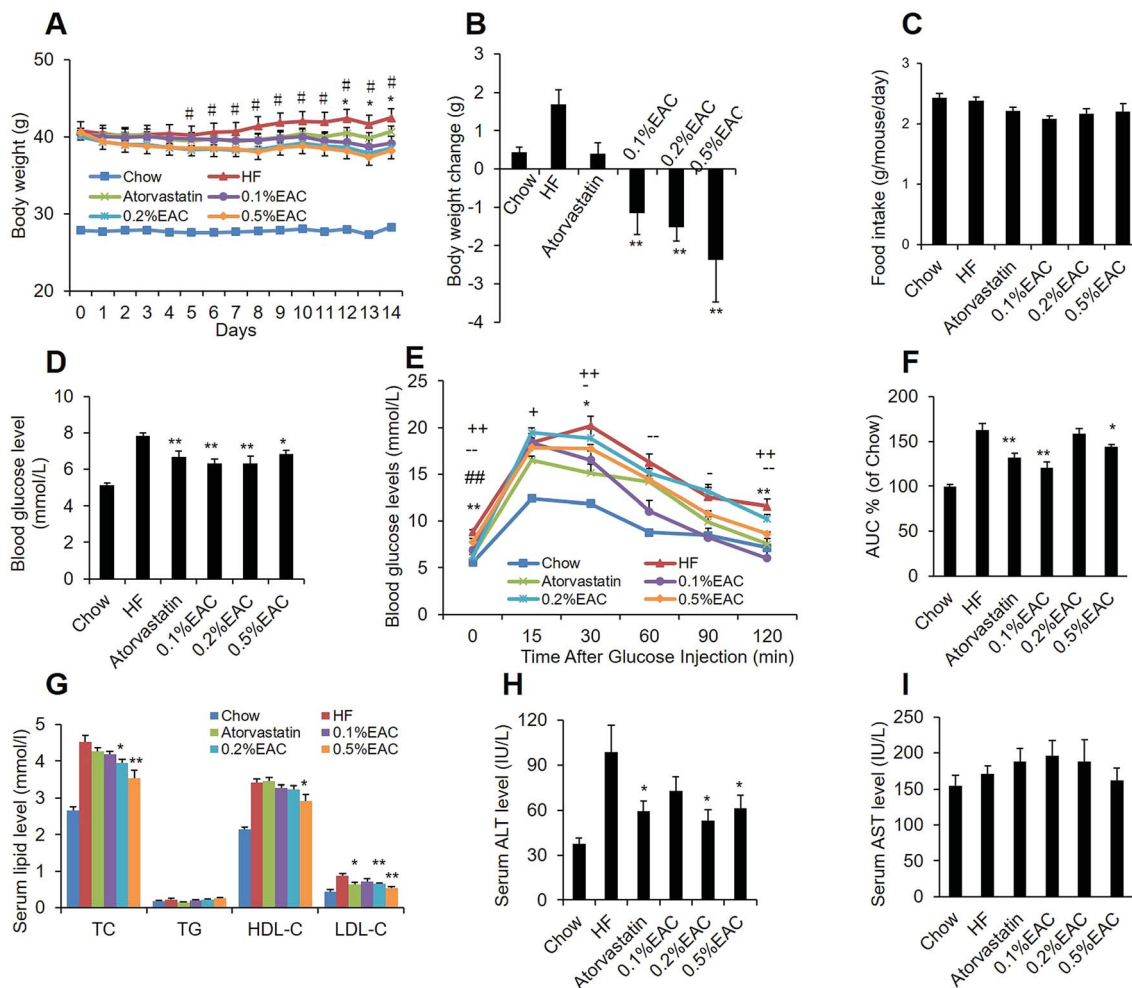 A
50
40
30
20
Body weight (g)
# # # # # # # # # #
* * *
Chow HF
Atorvastatin 0.1%EAC
0.2%EAC 0.5%EAC
0 1 2 3 4 5 6 7 8 9 10 11 12 13 14
Days
B
3
2
1
0
-1
-2
-3
-4
Body weight change (g)
Chow
HF
Atorvastatin
0.1%EAC
0.2%EAC
0.5%EAC
**
**
**
C
3
2
1
0
Food intake (g/mouse/day)
Chow
HF
Atorvastatin
0.1%EAC
0.2%EAC
0.5%EAC
D
10
8
6
4
2
0
Blood glucose level
(mmol/L)
** ** ** *
Chow
HF
Atorvastatin
0.1%EAC
0.2%EAC
0.5%EAC
E
25
20
15
10
5
0
Blood glucose levels (mmol/L)
++
--
##
**
+
++
-
*
--
-
++
--
**
Chow HF
Atorvastatin 0.1%EAC
0.2%EAC 0.5%EAC
0 15 30 60 90 120
Time After Glucose Injection (min)
F
200
150
100
50
0
AUC % (of Chow)
** ** *
Chow
HF
Atorvastatin
0.1%EAC
0.2%EAC
0.5%EAC
G
5
4
3
2
1
0
Serum lipid level (mmol/l)
Chow HF
Atorvastatin 0.1%EAC
0.2%EAC 0.5%EAC
* **
*
* ** **
TC TG HDL-C LDL-C
H
120
90
60
30
0
Serum ALT level (IU/L)
* * *
Chow
HF
Atorvastatin
0.1%EAC
0.2%EAC
0.5%EAC
I
250
200
150
100
50
0
Serum AST level (IU/L)
Chow
HF
Atorvastatin
0.1%EAC
0.2%EAC
0.5%EAC